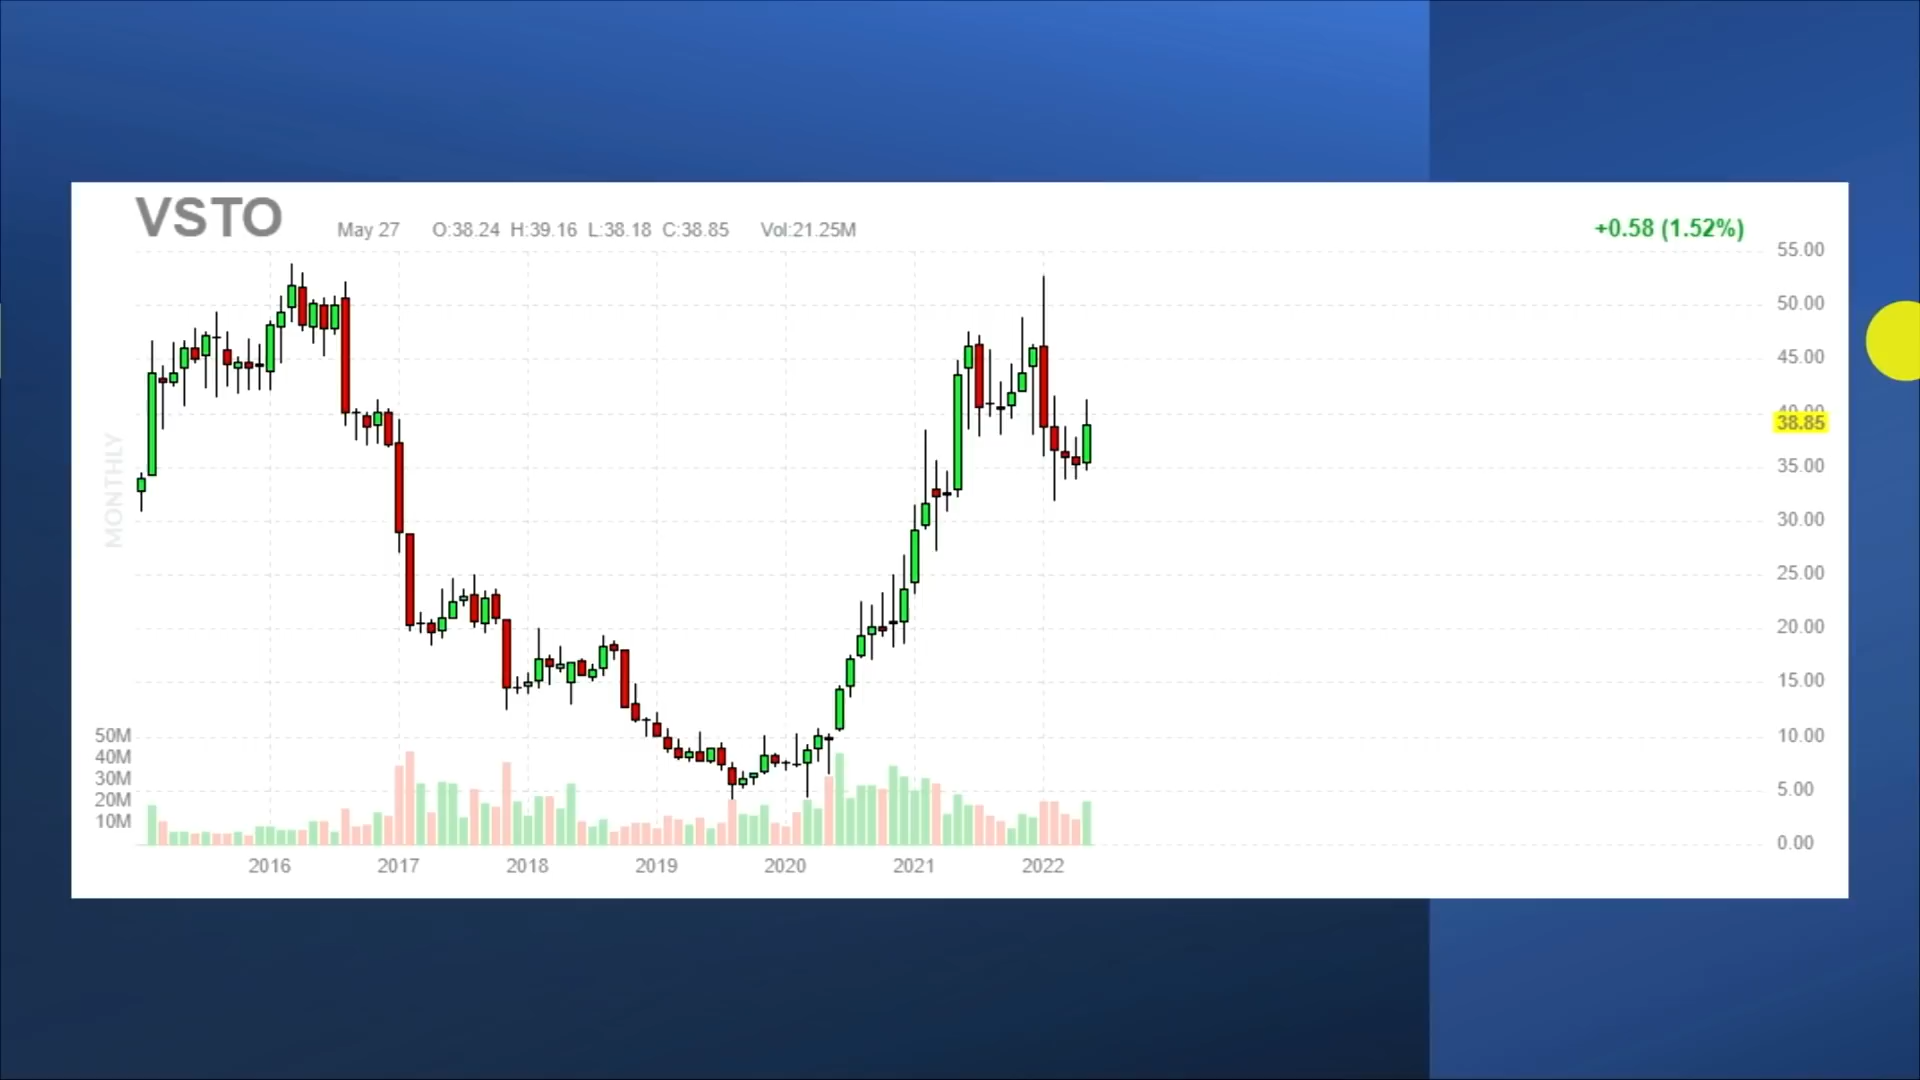 VSTO
May 27 O:38.24 H:39.16 L:38.18 C:38.85 Vol:21.25M
+0.58 (1.52%)
55.00
50.00
45.00
40.00
38.85
35.00
30.00
25.00
20.00
15.00
10.00
5.00
0.00
MONTHLY
50M
40M
30M
20M
10M
2016 2017 2018 2019 2020 2021 2022